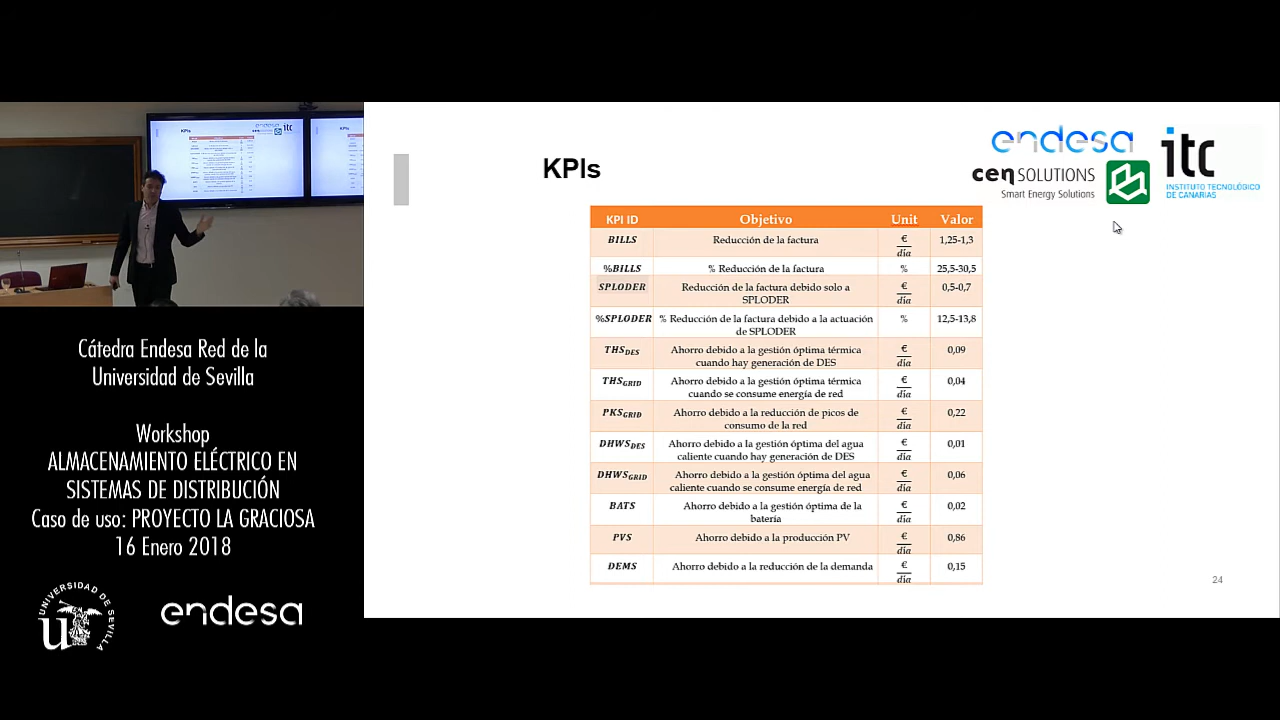 KPIs
endesa
cen SOLUTIONS
Smart Energy Solutions
itc
INSTITUTO TECNOLÓGICO
DE CANARIAS
KPI ID Objetivo Unit Valor
BILLS Reducción de la factura € / día 1,25-1,3
%BILLS % Reducción de la factura % 25,5-30,5
SPLODER Reducción de la factura debido solo a
SPLODER € / día 0,5-0,7
%SPLODER % Reducción de la factura debido a la actuación
de SPLODER % 12,5-13,8
THS_DES Ahorro debido a la gestión óptima térmica
cuando hay generación de DES € / día 0,09
THS_GRID Ahorro debido a la gestión óptima térmica
cuando se consume energía de red € / día 0,04
PKS_GRID Ahorro debido a la reducción de picos de
consumo de la red € / día 0,22
DHWS_DES Ahorro debido a la gestión óptima del agua
caliente cuando hay generación de DES € / día 0,01
DHWS_GRID Ahorro debido a la gestión óptima del agua
caliente cuando se consume energía de red € / día 0,06
BATS Ahorro debido a la gestión óptima de la
batería € / día 0,02
PVS Ahorro debido a la producción PV € / día 0,86
DEMS Ahorro debido a la reducción de la demanda € / día 0,15
24
Cátedra Endesa Red de la
Universidad de Sevilla
Workshop
ALMACENAMIENTO ELÉCTRICO EN
SISTEMAS DE DISTRIBUCIÓN
Caso de uso: PROYECTO LA GRACIOSA
16 Enero 2018
UNIVERSIDAD DE SEVILLA
endesa
KPIs
endesa
itc
KPIs